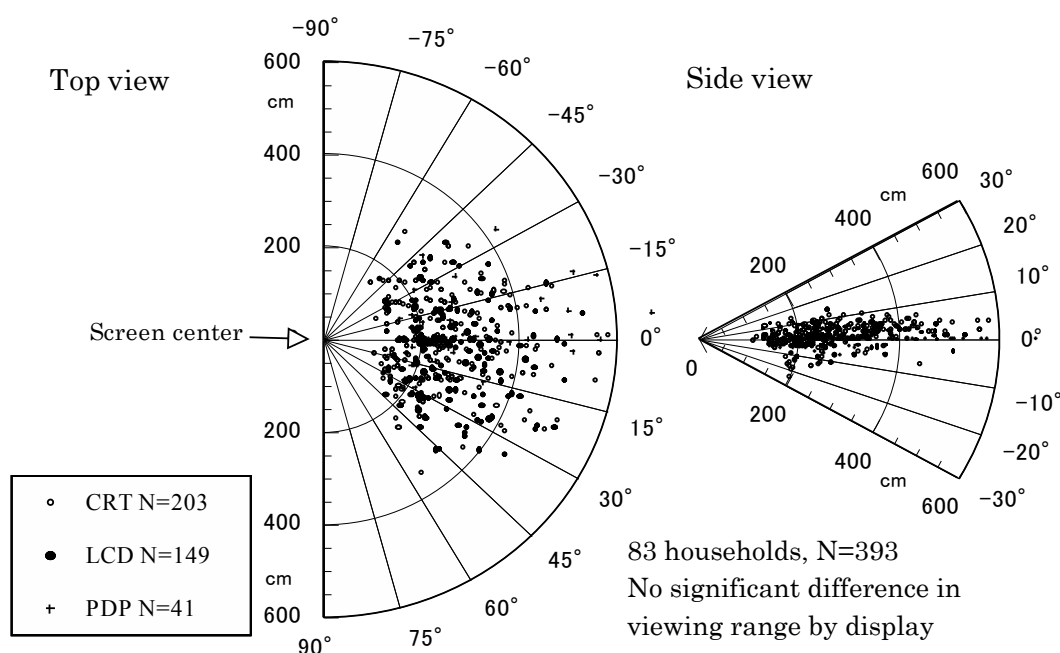 Top view
Side view
−90°
−75°
−60°
−45°
−30°
−15°
0°
15°
30°
45°
60°
75°
90°
600
cm
400
200
Screen center
200
400
cm
600
CRT N=203
LCD N=149
PDP N=41
0
200
400
cm
600
30°
20°
10°
0°
−10°
−20°
−30°
200
400
cm
600
83 households, N=393
No significant difference in
viewing range by display